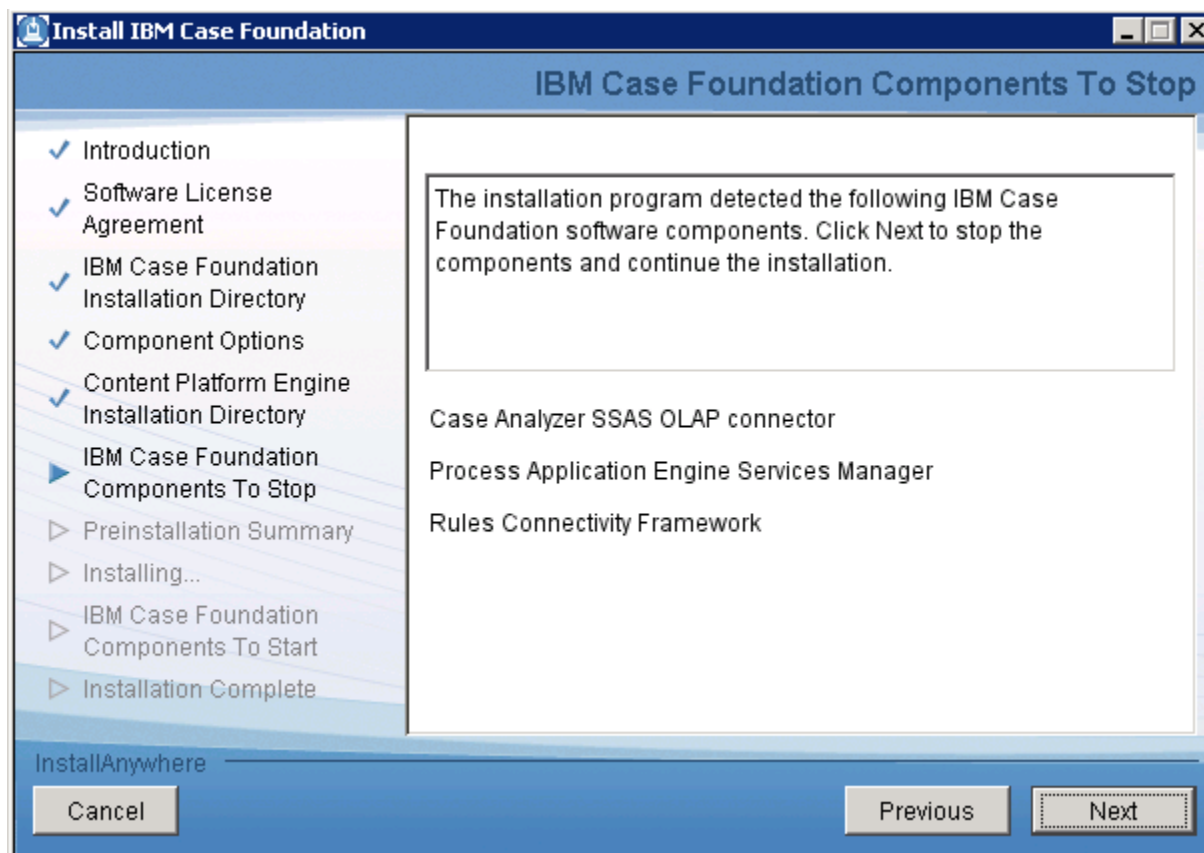 Install IBM Case Foundation
IBM Case Foundation Components To Stop
Introduction
Software License
Agreement
IBM Case Foundation
Installation Directory
Component Options
Content Platform Engine
Installation Directory
IBM Case Foundation
Components To Stop
Preinstallation Summary
Installing...
IBM Case Foundation
Components To Start
Installation Complete
The installation program detected the following IBM Case
Foundation software components. Click Next to stop the
components and continue the installation.
Case Analyzer SSAS OLAP connector
Process Application Engine Services Manager
Rules Connectivity Framework
InstallAnywhere
Cancel
Previous
Next